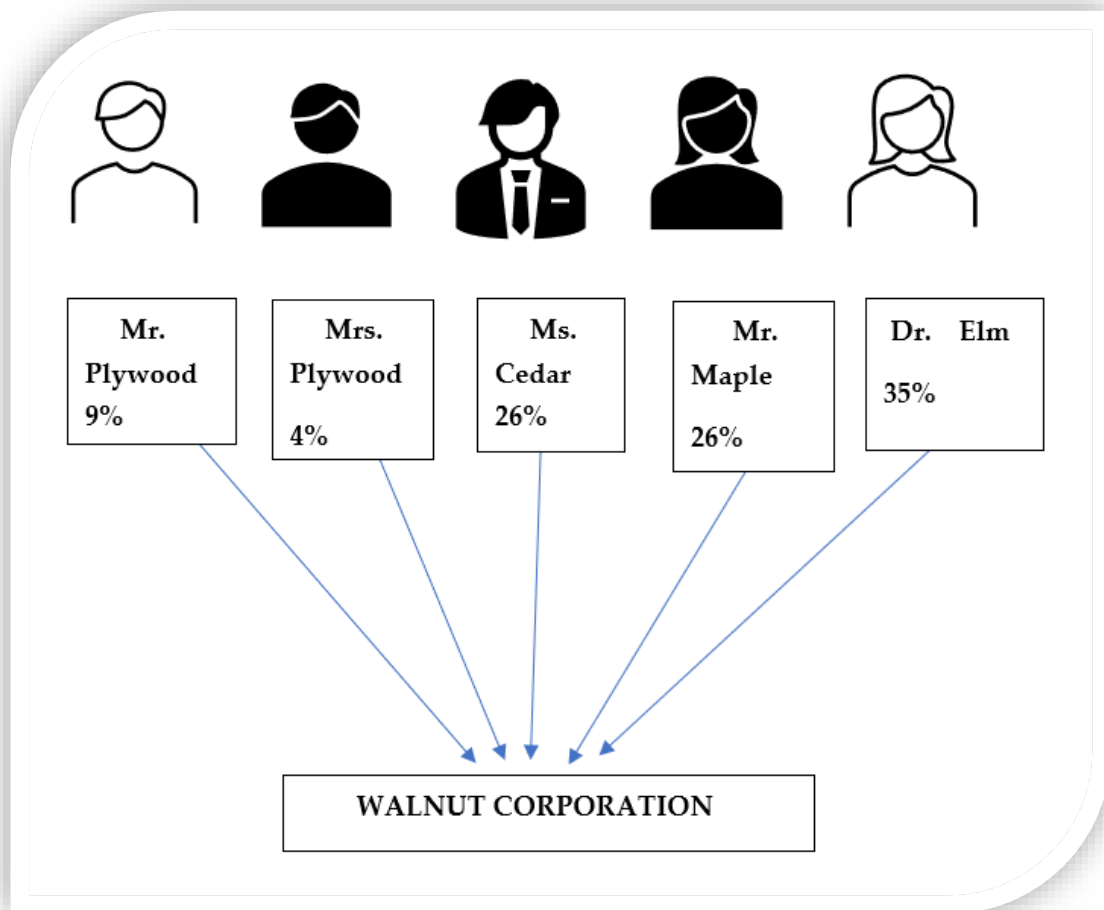 Mr.
Plywood
9%
Mrs.
Plywood
4%
Ms.
Cedar
26%
Mr.
Maple
26%
Dr. Elm
35%
WALNUT CORPORATION